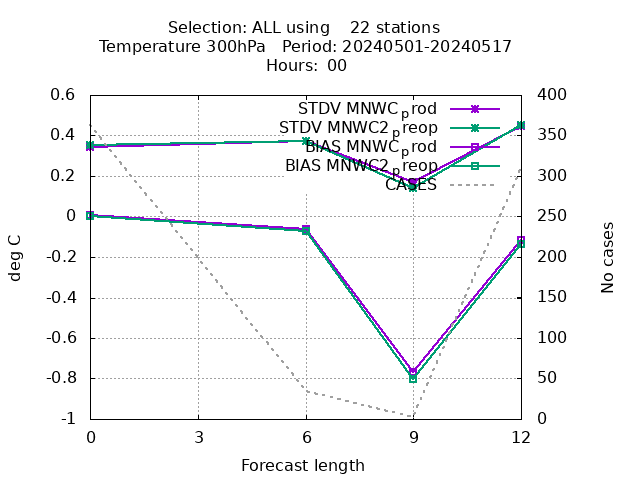 Selection: ALL using    22 stations
Temperature 300hPa   Period: 20240501-20240517
Hours: 00
0.6
0.4
0.2
0
-0.2
-0.4
-0.6
-0.8
-1
400
350
300
250
200
150
100
50
0
STDV MNWC_prod
STDV MNWC2_preop
BIAS MNWC_prod
BIAS MNWC2_preop
CASES
deg C
No cases
0 3 6 9 12
Forecast length